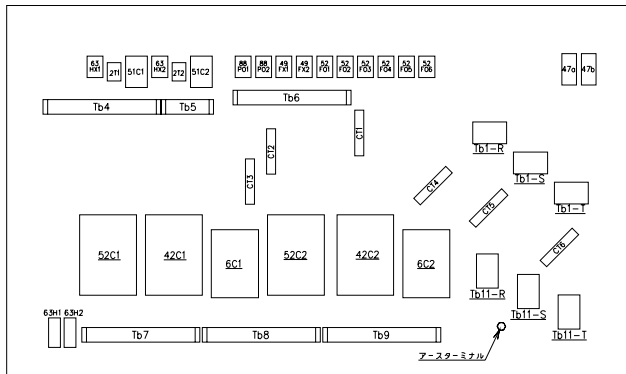 63
HX1
2T1
51C1
63
HX2
2T2
51C2
88
PO1
88
PO2
49
FX1
49
FX2
52
FO1
52
FO2
52
FO3
52
FO4
52
FO5
52
FO6
47a
47b
Tb4
Tb5
Tb6
CT1
CT2
CT3
CT4
CT5
CT6
Tb1-R
Tb1-S
Tb1-T
52C1
42C1
6C1
52C2
42C2
6C2
Tb11-R
Tb11-S
Tb11-T
63H1
63H2
Tb7
Tb8
Tb9
アースターミナル